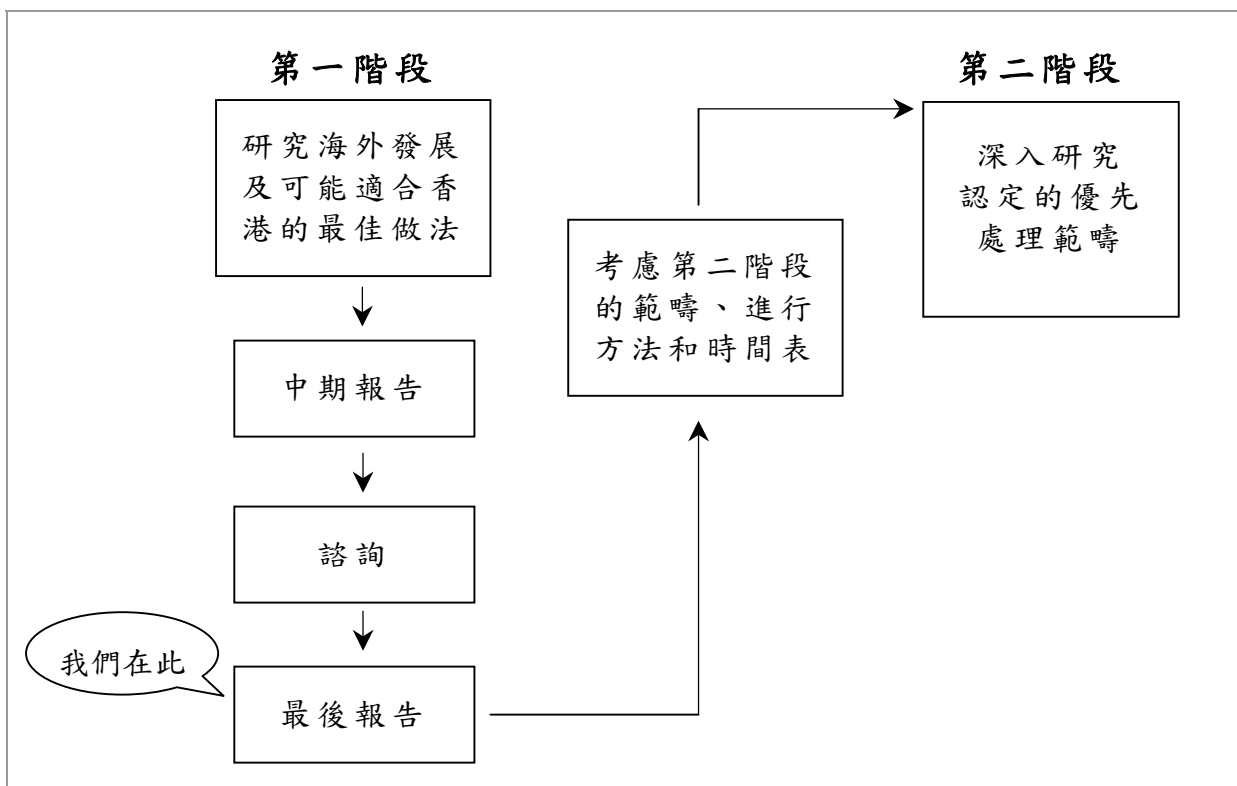 第一階段
研究海外發展
及可能適合香
港的最佳做法
中期報告
諮詢
我們在此
最後報告
考慮第二階段
的範疇、進行
方法和時間表
第二階段
深入研究
認定的優先
處理範疇